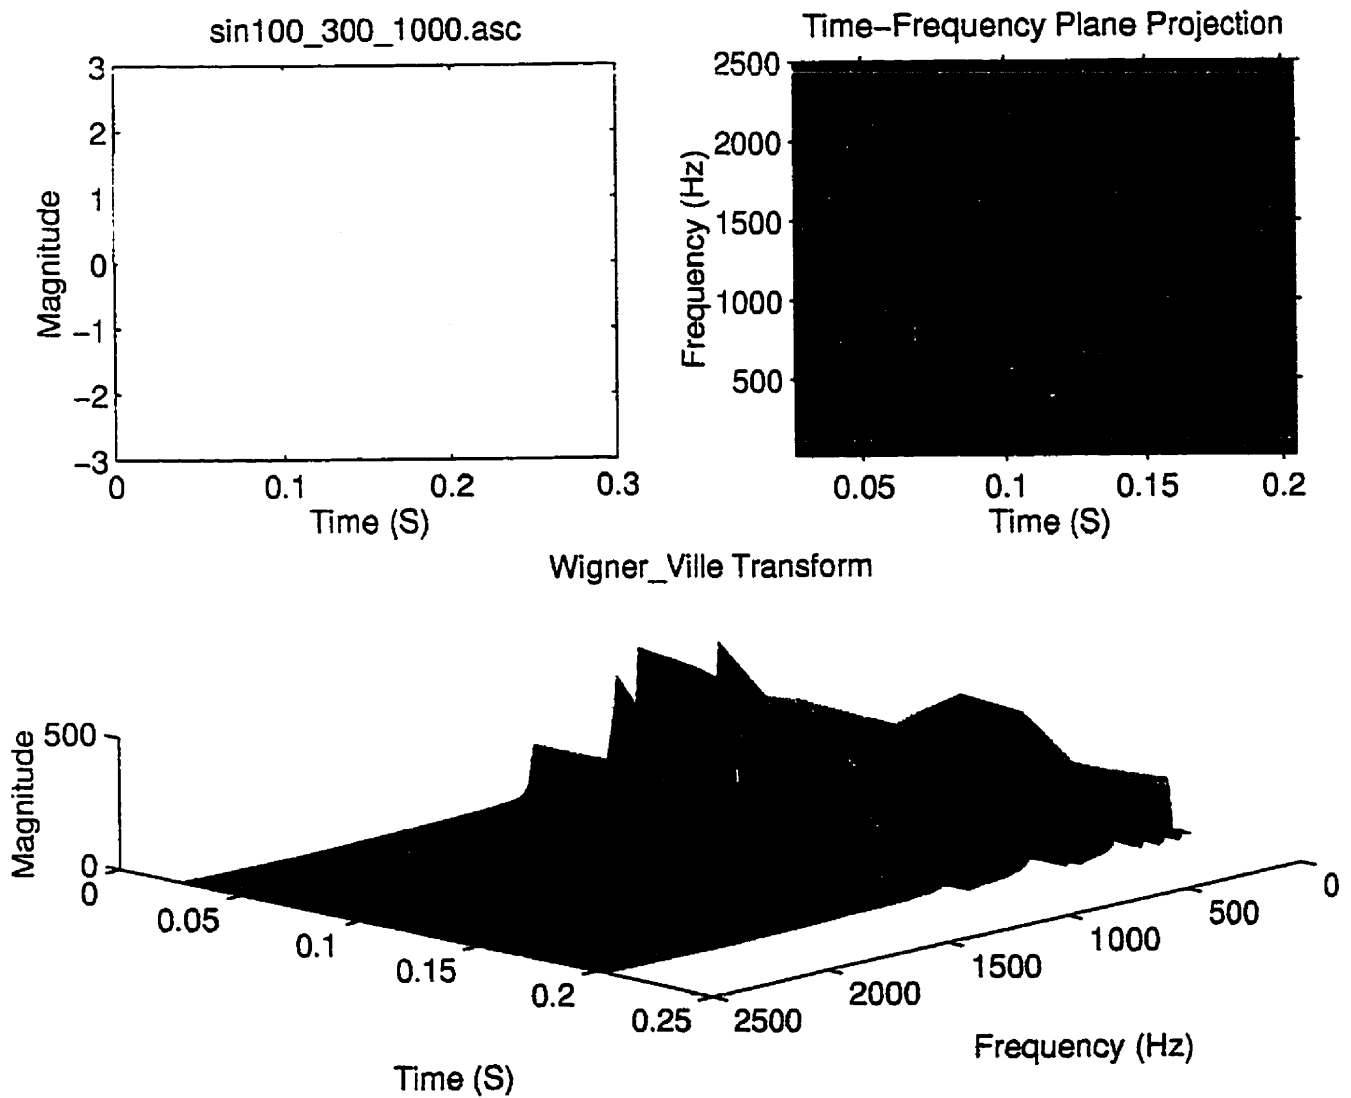 sin100_300_1000.asc
3
2
1
0
−1
−2
−3
Magnitude
0 0.1 0.2 0.3
Time (S)
Time−Frequency Plane Projection
2500
2000
1500
1000
500
Frequency (Hz)
0.05 0.1 0.15 0.2
Time (S)
Wigner_Ville Transform
500
0
Magnitude
0
0.05
0.1
0.15
0.2
0.25
Time (S)
2500
2000
1500
1000
500
0
Frequency (Hz)